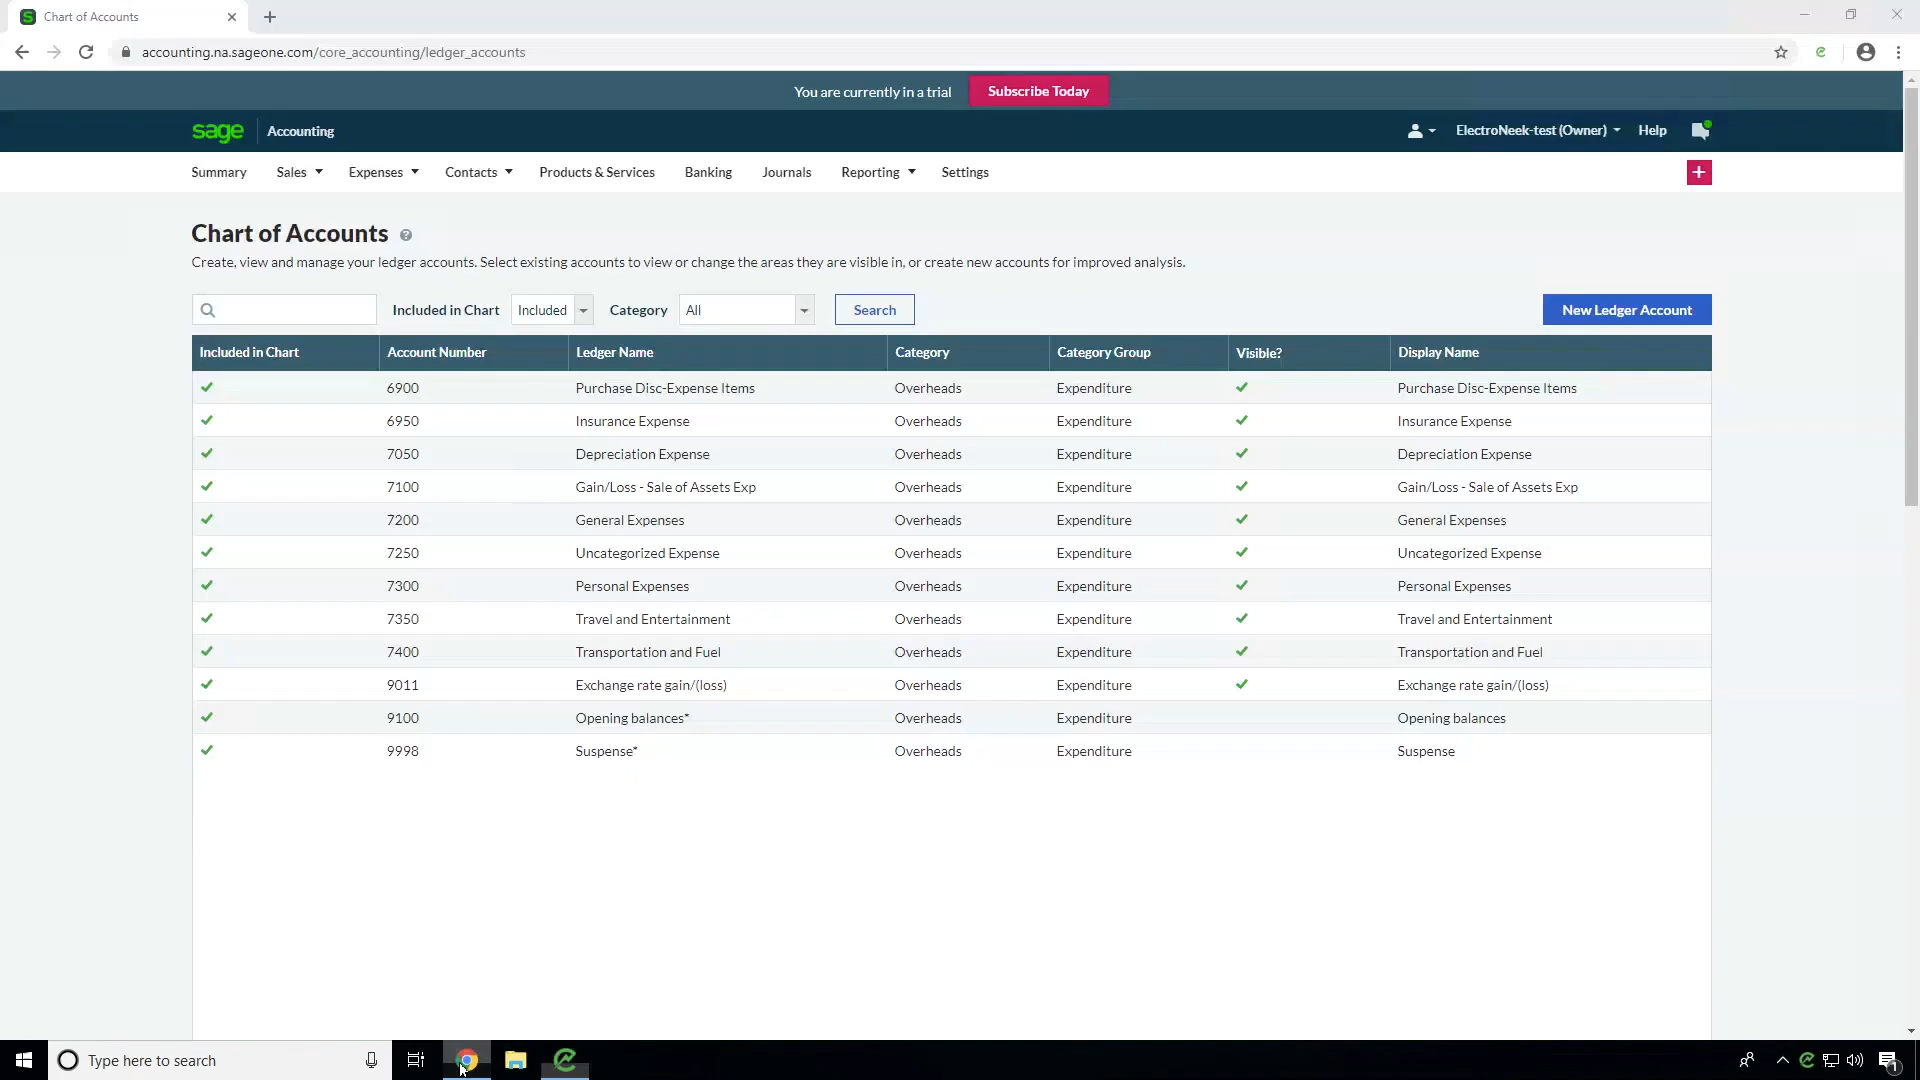 Chart of Accounts
accounting.na.sageone.com/core_accounting/ledger_accounts
You are currently in a trial Subscribe Today
sage Accounting ElectroNeek-test (Owner) Help
Summary Sales Expenses Contacts Products & Services Banking Journals Reporting Settings
Chart of Accounts ?
Create, view and manage your ledger accounts. Select existing accounts to view or change the areas they are visible in, or create new accounts for improved analysis.
Included in Chart Included Category All Search New Ledger Account
Included in Chart Account Number Ledger Name Category Category Group Visible? Display Name
6900 Purchase Disc-Expense Items Overheads Expenditure Purchase Disc-Expense Items
6950 Insurance Expense Overheads Expenditure Insurance Expense
7050 Depreciation Expense Overheads Expenditure Depreciation Expense
7100 Gain/Loss - Sale of Assets Exp Overheads Expenditure Gain/Loss - Sale of Assets Exp
7200 General Expenses Overheads Expenditure General Expenses
7250 Uncategorized Expense Overheads Expenditure Uncategorized Expense
7300 Personal Expenses Overheads Expenditure Personal Expenses
7350 Travel and Entertainment Overheads Expenditure Travel and Entertainment
7400 Transportation and Fuel Overheads Expenditure Transportation and Fuel
9011 Exchange rate gain/(loss) Overheads Expenditure Exchange rate gain/(loss)
9100 Opening balances* Overheads Expenditure Opening balances
9998 Suspense* Overheads Expenditure Suspense
Type here to search 1